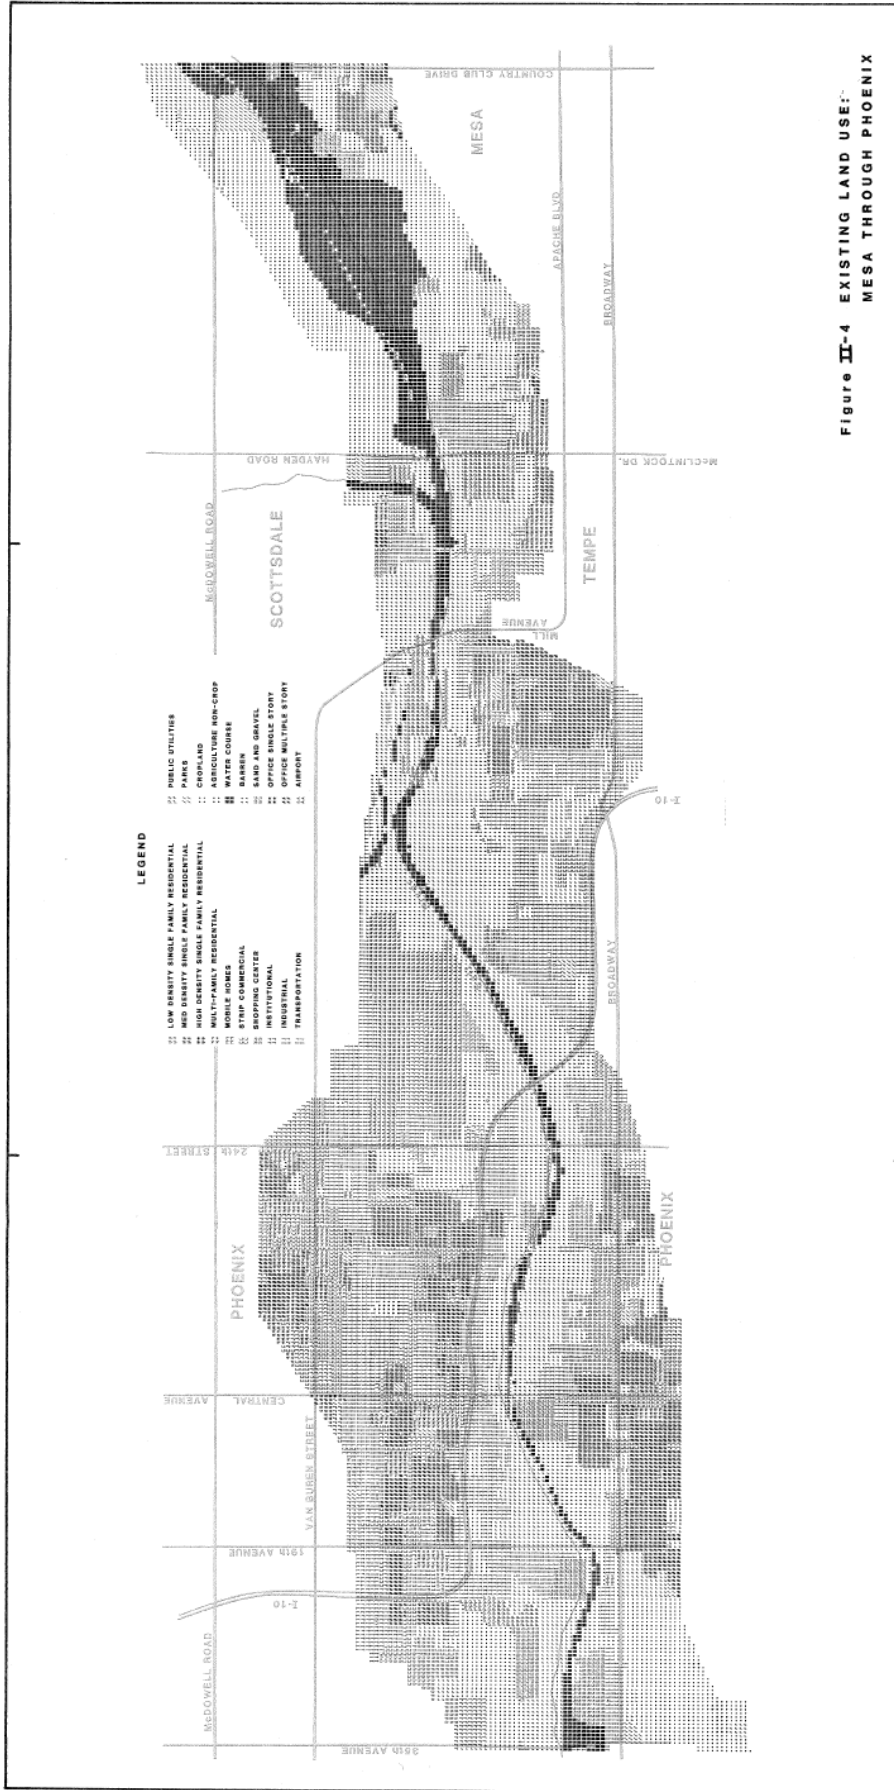 Figure II-4 EXISTING LAND USE:
MESA THROUGH PHOENIX
LEGEND
LOW DENSITY SINGLE FAMILY RESIDENTIAL
MED DENSITY SINGLE FAMILY RESIDENTIAL
HIGH DENSITY SINGLE FAMILY RESIDENTIAL
MULTI-FAMILY RESIDENTIAL
MOBILE HOMES
STRIP COMMERCIAL
SHOPPING CENTER
INSTITUTIONAL
INDUSTRIAL
TRANSPORTATION
PUBLIC UTILITIES
PARKS
CROPLAND
AGRICULTURE NON-CROP
WATER COURSE
BARREN
SAND AND GRAVEL
OFFICE SINGLE STORY
OFFICE MULTIPLE STORY
AIRPORT
McDOWELL ROAD
I-10
35th AVENUE
19th AVENUE
VAN BUREN STREET
CENTRAL AVENUE
PHOENIX
24th STREET
PHOENIX
BROADWAY
I-10
MILL AVENUE
SCOTTSDALE
McDOWELL ROAD
TEMPE
HAYDEN ROAD
McCLINTOCK DR.
BROADWAY
APACHE BLVD
MESA
COUNTRY CLUB DRIVE